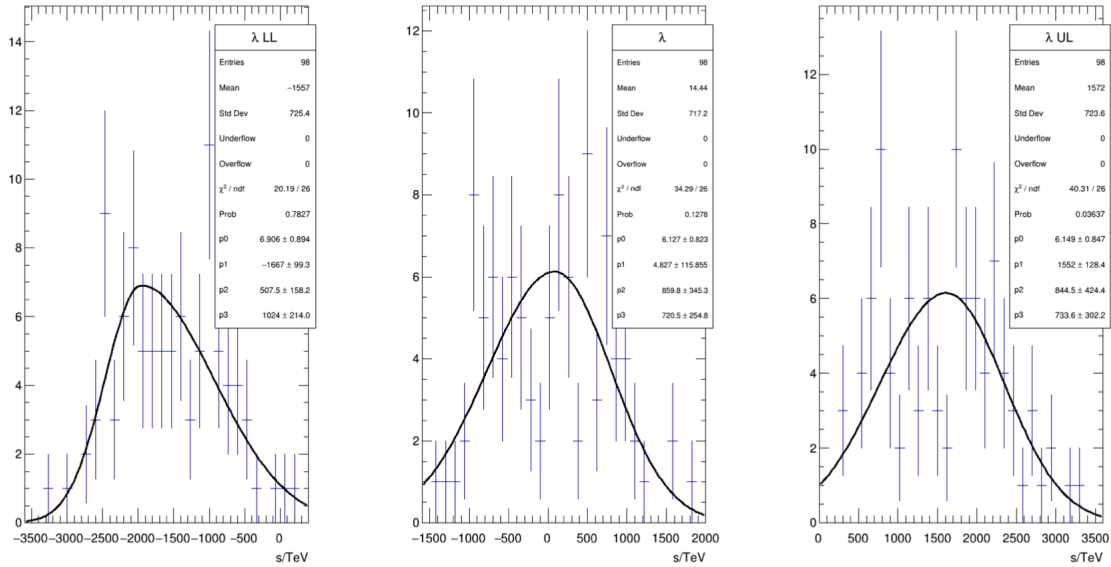 λ LL
Entries 98
Mean −1557
Std Dev 725.4
Underflow 0
Overflow 0
χ² / ndf 20.19 / 26
Prob 0.7827
p0 6.906 ± 0.894
p1 −1667 ± 99.3
p2 507.5 ± 158.2
p3 1024 ± 214.0
14
12
10
8
6
4
2
0
−3500 −3000 −2500 −2000 −1500 −1000 −500 0
s/TeV
λ
Entries 98
Mean 14.44
Std Dev 717.2
Underflow 0
Overflow 0
χ² / ndf 34.29 / 26
Prob 0.1278
p0 6.127 ± 0.823
p1 4.827 ± 115.855
p2 859.8 ± 345.3
p3 720.5 ± 254.8
12
10
8
6
4
2
0
−1500 −1000 −500 0 500 1000 1500 2000
s/TeV
λ UL
Entries 98
Mean 1572
Std Dev 723.6
Underflow 0
Overflow 0
χ² / ndf 40.31 / 26
Prob 0.03637
p0 6.149 ± 0.847
p1 1552 ± 128.4
p2 844.5 ± 424.4
p3 733.6 ± 302.2
12
10
8
6
4
2
0
0 500 1000 1500 2000 2500 3000 3500
s/TeV